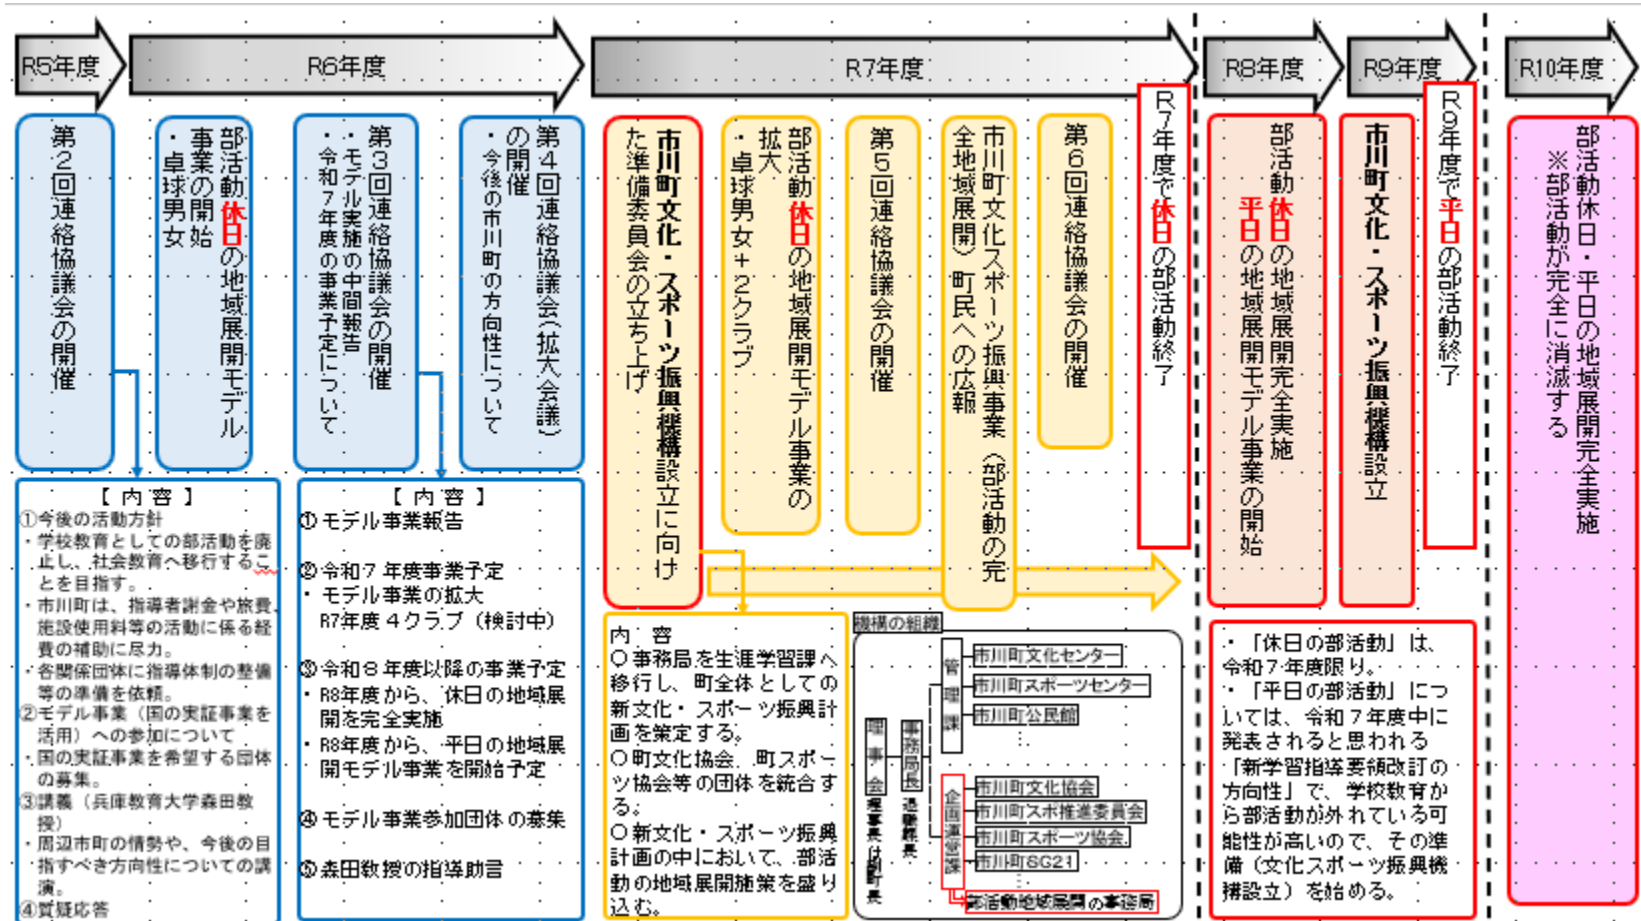 R5年度
R6年度
R7年度
R8年度
R9年度
R10年度
第２回連絡協議会の開催
部活動休日の地域展開モデル
事業の開始
・卓球男女
第３回連絡協議会の開催
・モデル実施の中間報告
・令和７年度の事業予定について
第４回連絡協議会（拡大会議）
の開催
・今後の市川町の方向性について
市川町文化・スポーツ振興機構設立に向け
た準備委員会の立ち上げ
部活動休日の地域展開モデル事業の
拡大
・卓球男女＋２クラブ
第５回連絡協議会の開催
市川町文化スポーツ振興事業（部活動の完
全地域展開）町民への広報
第６回連絡協議会の開催
R７年度で休日の部活動終了
部活動休日の地域展開完全実施
平日の地域展開モデル事業の開始
市川町文化・スポーツ振興機構設立
R９年度で平日の部活動終了
部活動休日・平日の地域展開完全実施
※部活動が完全に消滅する
【内容】
①今後の活動方針
・学校教育としての部活動を廃
止し、社会教育へ移行するこ
とを目指す。
・市川町は、指導者謝金や旅費、
施設使用料等の活動に係る経
費の補助に尽力。
・各関係団体に指導体制の整備
等の準備を依頼。
②モデル事業（国の実証事業を
活用）への参加について
・国の実証事業を希望する団体
の募集。
③講義（兵庫教育大学森田教
授）
・周辺市町の情勢や、今後の目
指すべき方向性についての講
演。
④質疑応答
【内容】
①モデル事業報告
②令和７年度事業予定
・モデル事業の拡大
R7年度４クラブ（検討中）
③令和８年度以降の事業予定
・R8年度から、休日の地域展
開を完全実施
・R8年度から、平日の地域展
開モデル事業を開始予定
④モデル事業参加団体の募集
⑤森田教授の指導助言
内 容
○事務局を生涯学習課へ
移行し、町全体としての
新文化・スポーツ振興計
画を策定する。
○町文化協会、町スポー
ツ協会等の団体を統合す
る。
○新文化・スポーツ振興
計画の中において、部活
動の地域展開施策を盛り
込む。
機構の組織
理事会
理事長は副町長
事務局長
退職課長
管理課
市川町文化センター
市川町スポーツセンター
市川町公民館
企画運営課
市川町文化協会
市川町スポ推進委員会
市川町スポーツ協会
市川町SC21
部活動地域展開の事務局
・「休日の部活動」は、
令和７年度限り。
・「平日の部活動」につ
いては、令和７年度中に
発表されると思われる
「新学習指導要領改訂の
方向性」で、学校教育か
ら部活動が外れている可
能性が高いので、その準
備（文化スポーツ振興機
構設立）を始める。